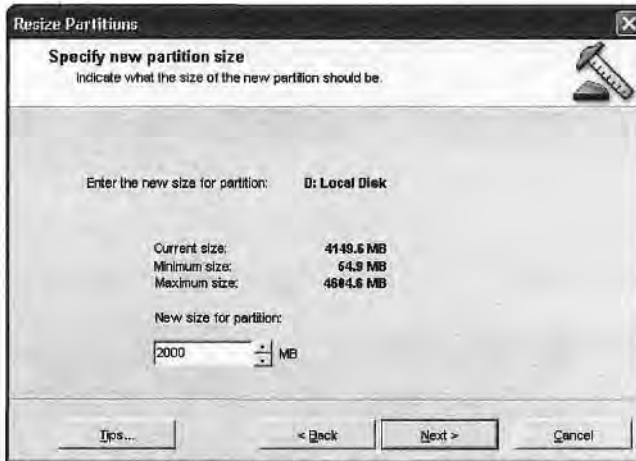 Resize Partitions
Specify new partition size
Indicate what the size of the new partition should be.
Enter the new size for partition: D: Local Disk
Current size: 4149.6 MB
Minimum size: 54.9 MB
Maximum size: 4604.6 MB
New size for partition:
2000 MB
Tips... < Back Next > Cancel